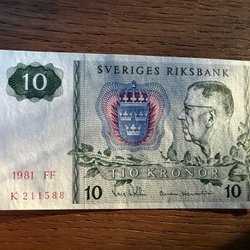 10
SVERIGES RIKSBANK
1981 FF
K 211588
TIO KRONOR
10
10